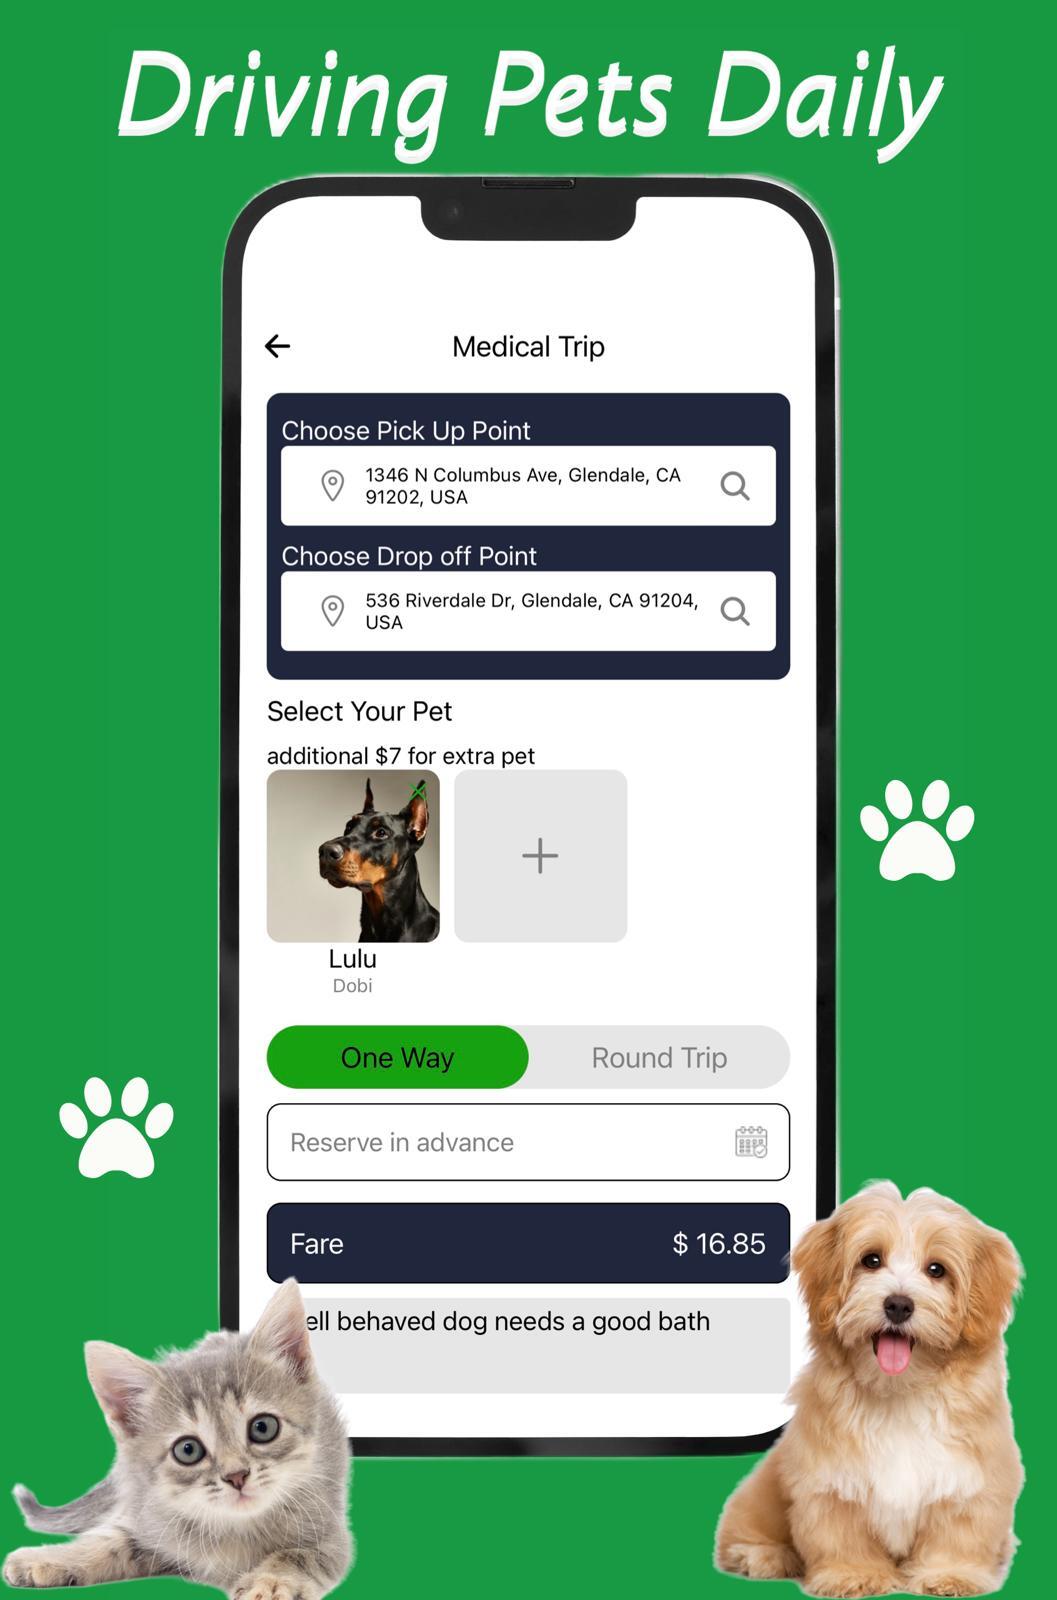 Driving Pets Daily
Medical Trip
Choose Pick Up Point
1346 N Columbus Ave, Glendale, CA
91202, USA
Choose Drop off Point
536 Riverdale Dr, Glendale, CA 91204,
USA
Select Your Pet
additional $7 for extra pet
Lulu
Dobi
One Way
Round Trip
Reserve in advance
Fare
$ 16.85
behaved dog needs a good bath